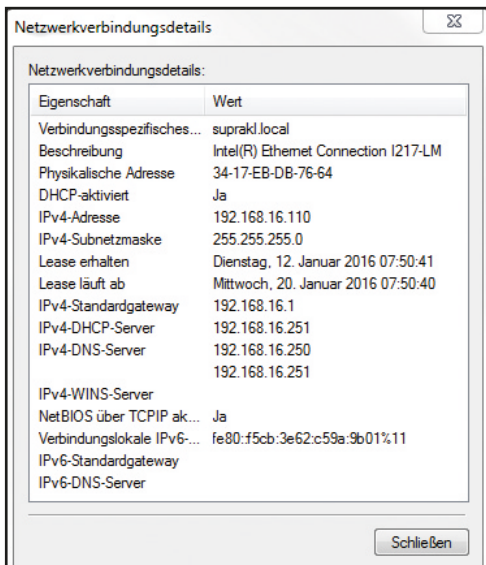 Netzwerkverbindungsdetails
Netzwerkverbindungsdetails:
Eigenschaft Wert
Verbindungsspezifisches... suprakl.local
Beschreibung Intel(R) Ethernet Connection I217-LM
Physikalische Adresse 34-17-EB-DB-76-64
DHCP-aktiviert Ja
IPv4-Adresse 192.168.16.110
IPv4-Subnetzmaske 255.255.255.0
Lease erhalten Dienstag, 12. Januar 2016 07:50:41
Lease läuft ab Mittwoch, 20. Januar 2016 07:50:40
IPv4-Standardgateway 192.168.16.1
IPv4-DHCP-Server 192.168.16.251
IPv4-DNS-Server 192.168.16.250
192.168.16.251
IPv4-WINS-Server
NetBIOS über TCPIP ak... Ja
Verbindungslokale IPv6-... fe80::f5cb:3e62:c59a:9b01%11
IPv6-Standardgateway
IPv6-DNS-Server
Schließen